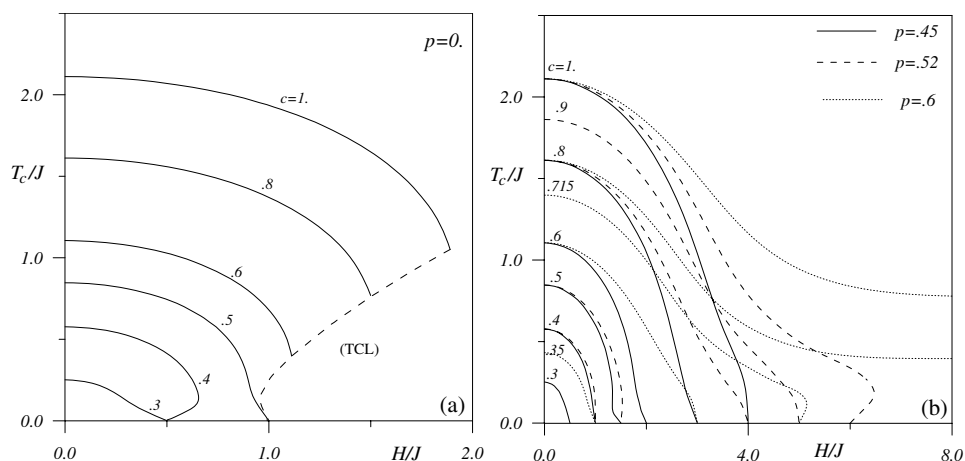 p=0.
c=1.
2.0
T_c/J
.8
1.0
.6
.5
.4
.3
(TCL)
(a)
0.0
0.0
1.0
H/J
2.0
p=.45
p=.52
p=.6
c=1.
2.0
.9
T_c/J
.8
.715
1.0
.6
.5
.4
.35
.3
(b)
0.0
0.0
4.0
H/J
8.0